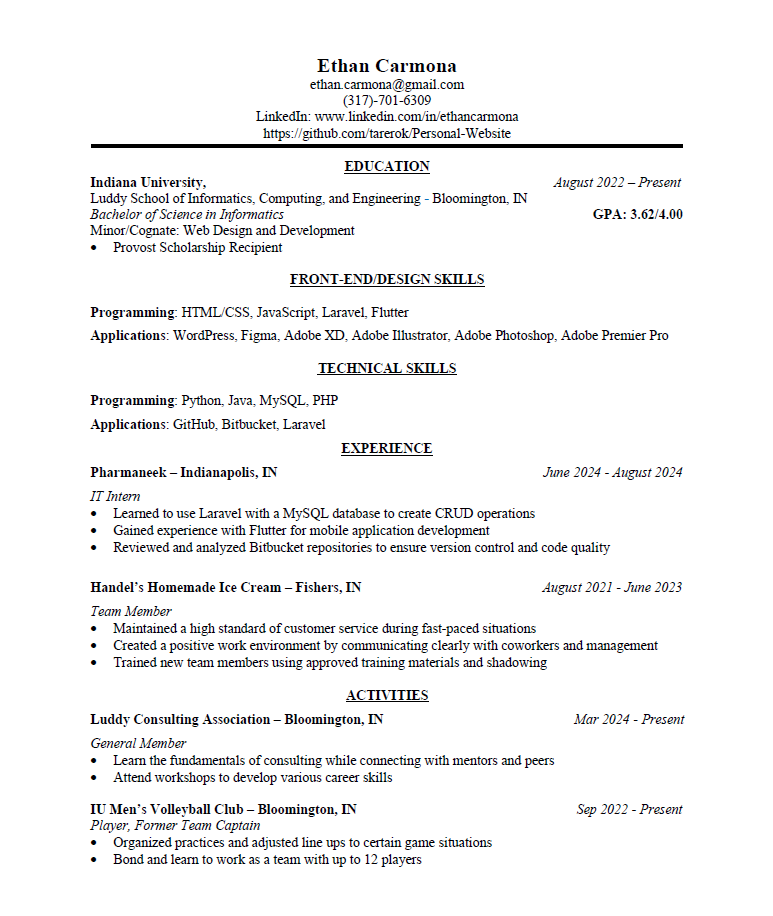 Ethan Carmona
ethan.carmona@gmail.com
(317)-701-6309
LinkedIn: www.linkedin.com/in/ethancarmona
https://github.com/tarerok/Personal-Website
EDUCATION
Indiana University, August 2022 – Present
Luddy School of Informatics, Computing, and Engineering - Bloomington, IN
Bachelor of Science in Informatics GPA: 3.62/4.00
Minor/Cognate: Web Design and Development
• Provost Scholarship Recipient
FRONT-END/DESIGN SKILLS
Programming: HTML/CSS, JavaScript, Laravel, Flutter
Applications: WordPress, Figma, Adobe XD, Adobe Illustrator, Adobe Photoshop, Adobe Premier Pro
TECHNICAL SKILLS
Programming: Python, Java, MySQL, PHP
Applications: GitHub, Bitbucket, Laravel
EXPERIENCE
Pharmaneek – Indianapolis, IN June 2024 - August 2024
IT Intern
• Learned to use Laravel with a MySQL database to create CRUD operations
• Gained experience with Flutter for mobile application development
• Reviewed and analyzed Bitbucket repositories to ensure version control and code quality
Handel's Homemade Ice Cream – Fishers, IN August 2021 - June 2023
Team Member
• Maintained a high standard of customer service during fast-paced situations
• Created a positive work environment by communicating clearly with coworkers and management
• Trained new team members using approved training materials and shadowing
ACTIVITIES
Luddy Consulting Association – Bloomington, IN Mar 2024 - Present
General Member
• Learn the fundamentals of consulting while connecting with mentors and peers
• Attend workshops to develop various career skills
IU Men's Volleyball Club – Bloomington, IN Sep 2022 - Present
Player, Former Team Captain
• Organized practices and adjusted line ups to certain game situations
• Bond and learn to work as a team with up to 12 players